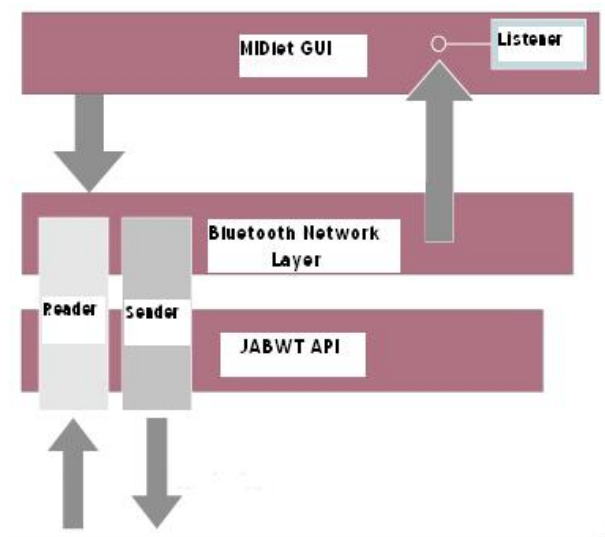 MIDlet GUI
Listener
Bluetooth Network
Layer
Reader
Sender
JABWT API